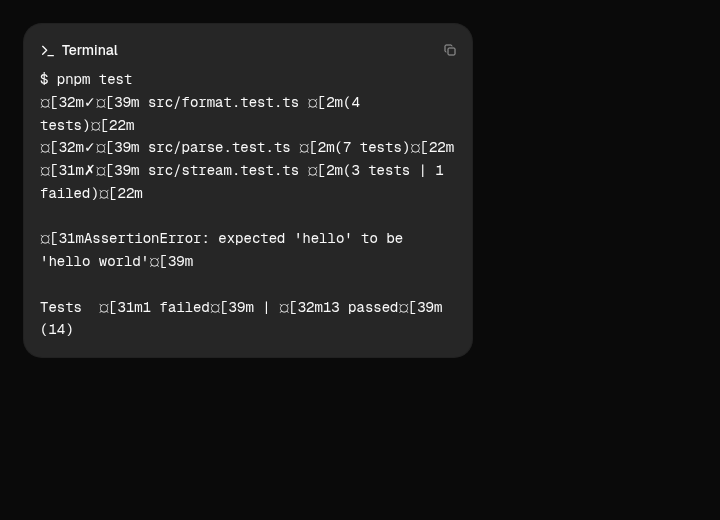 Terminal
$ pnpm test
¤[32m✓¤[39m src/format.test.ts ¤[2m(4
tests)¤[22m
¤[32m✓¤[39m src/parse.test.ts ¤[2m(7 tests)¤[22m
¤[31m✗¤[39m src/stream.test.ts ¤[2m(3 tests | 1
failed)¤[22m
¤[31mAssertionError: expected 'hello' to be
'hello world'¤[39m
Tests  ¤[31m1 failed¤[39m | ¤[32m13 passed¤[39m
(14)